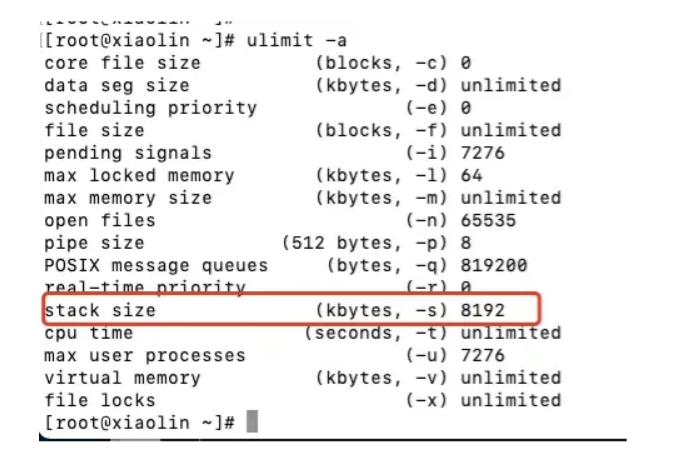 [[root@xiaolin ~]# ulimit -a
core file size          (blocks, -c) 0
data seg size           (kbytes, -d) unlimited
scheduling priority             (-e) 0
file size               (blocks, -f) unlimited
pending signals                 (-i) 7276
max locked memory       (kbytes, -l) 64
max memory size         (kbytes, -m) unlimited
open files                      (-n) 65535
pipe size            (512 bytes, -p) 8
POSIX message queues     (bytes, -q) 819200
real-time priority              (-r) 0
stack size              (kbytes, -s) 8192
cpu time               (seconds, -t) unlimited
max user processes              (-u) 7276
virtual memory          (kbytes, -v) unlimited
file locks                      (-x) unlimited
[root@xiaolin ~]#